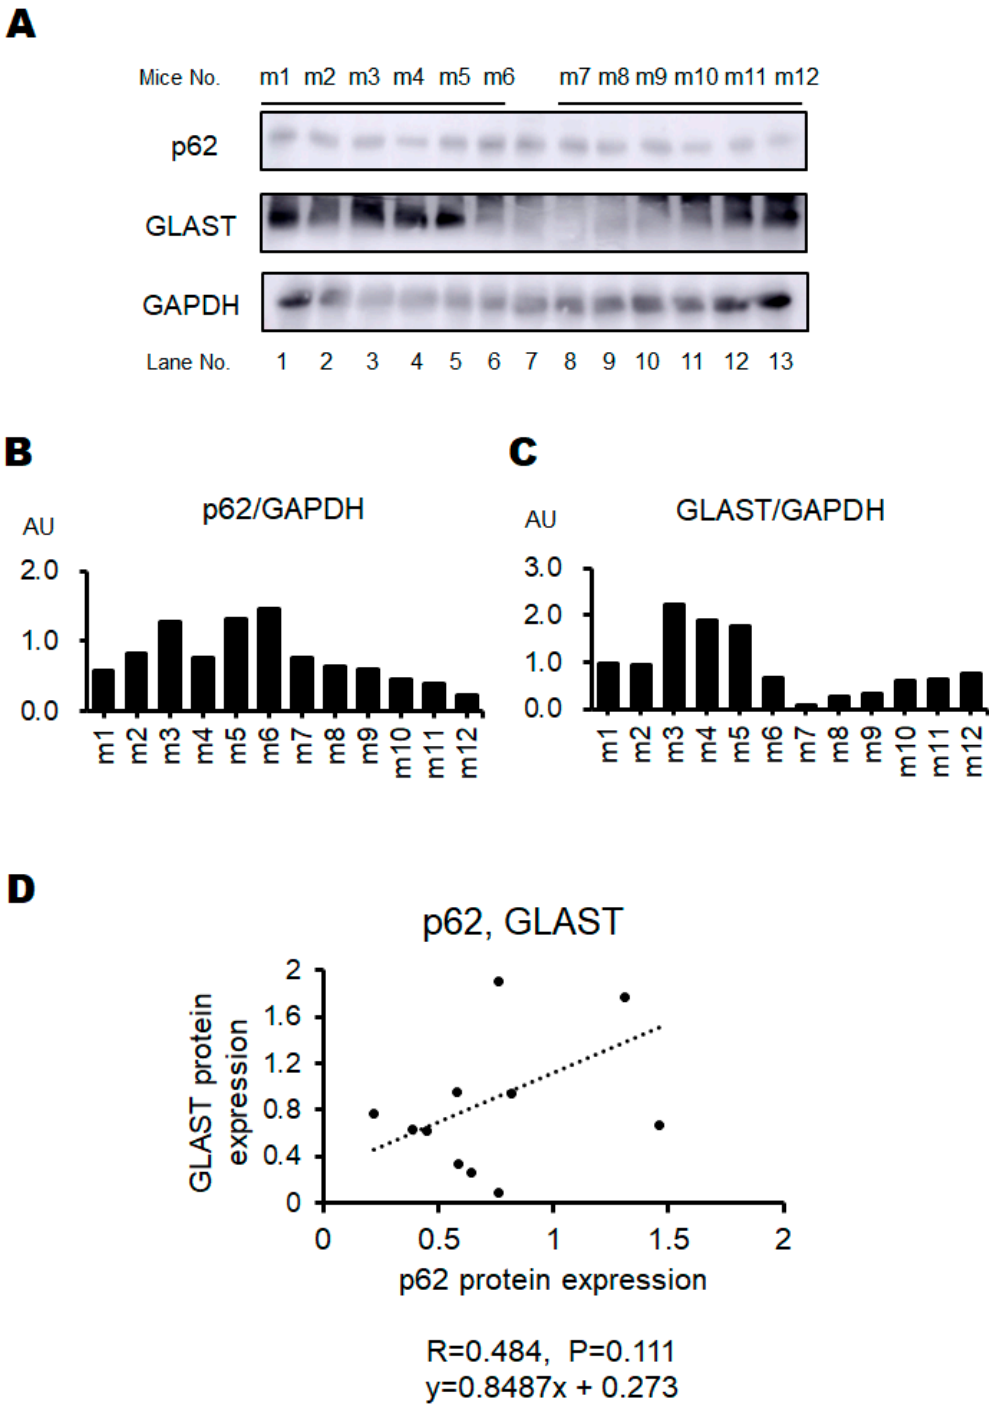 A
Mice No. m1 m2 m3 m4 m5 m6 m7 m8 m9 m10 m11 m12
p62
GLAST
GAPDH
Lane No. 1 2 3 4 5 6 7 8 9 10 11 12 13
B
p62/GAPDH
AU
2.0
1.0
0.0
m1 m2 m3 m4 m5 m6 m7 m8 m9 m10 m11 m12
C
GLAST/GAPDH
AU
3.0
2.0
1.0
0.0
m1 m2 m3 m4 m5 m6 m7 m8 m9 m10 m11 m12
D
p62, GLAST
GLAST protein
expression
2
1.6
1.2
0.8
0.4
0
0 0.5 1 1.5 2
p62 protein expression
R=0.484, P=0.111
y=0.8487x + 0.273